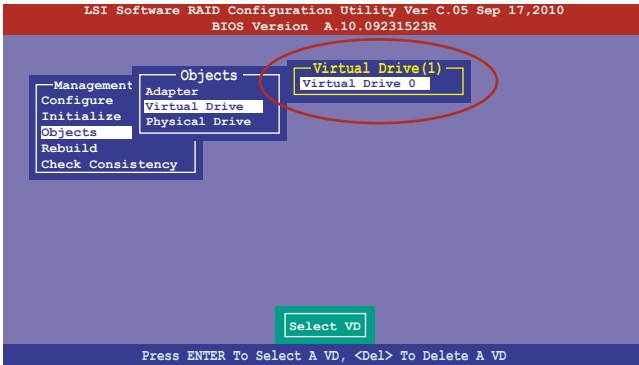 LSI Software RAID Configuration Utility Ver C.05 Sep 17,2010
BIOS Version A.10.09231523R
Management
Configure
Initialize
Objects
Rebuild
Check Consistency
Objects
Adapter
Virtual Drive
Physical Drive
Virtual Drive(1)
Virtual Drive 0
Select VD
Press ENTER To Select A VD, <Del> To Delete A VD